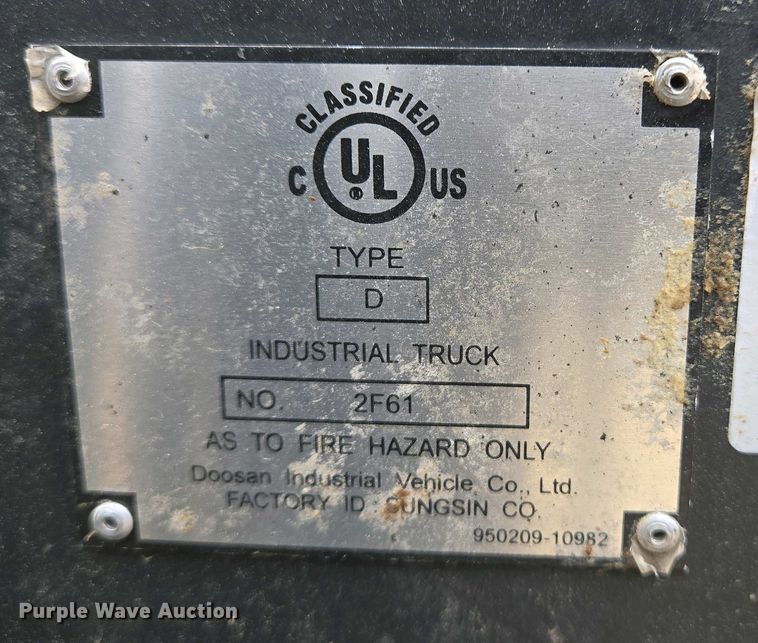 CLASSIFIED
C UL US
®
TYPE
D
INDUSTRIAL TRUCK
NO. 2F61
AS TO FIRE HAZARD ONLY
Doosan Industrial Vehicle Co., Ltd.
FACTORY ID : SUNGSIN CO.
950209-10982
Purple Wave Auction